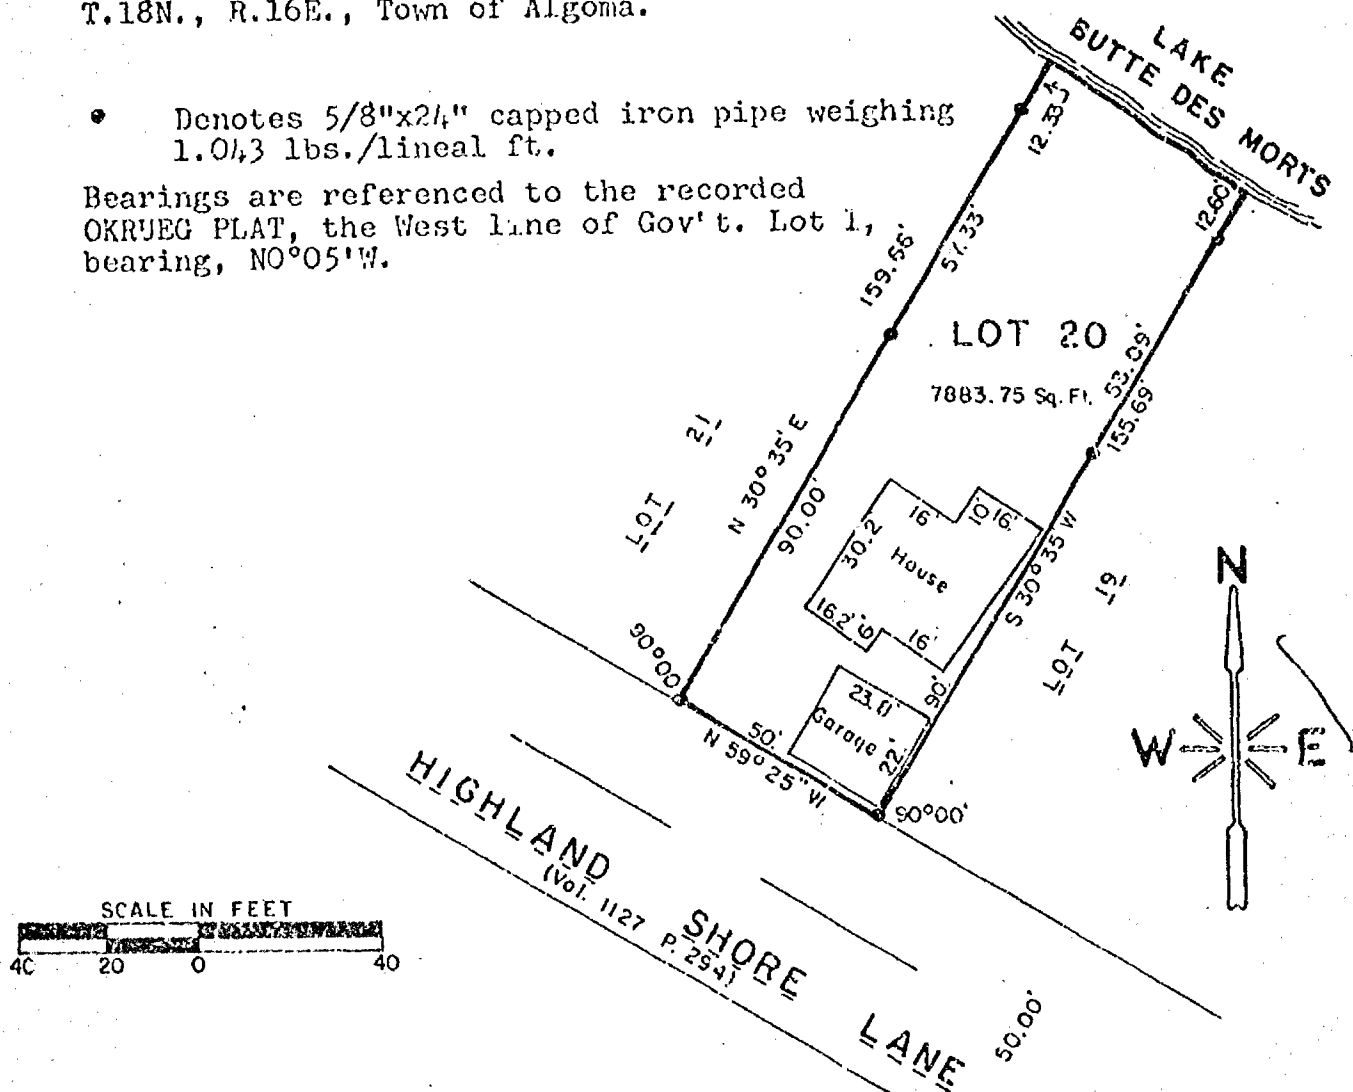 T.18N., R.16E., Town of Algoma.
LAKE
BUTTE DES MORTS
Denotes 5/8"x24" capped iron pipe weighing
1.043 lbs./lineal ft.
Bearings are referenced to the recorded
OKRUEG PLAT, the West line of Gov't. Lot 1,
bearing, N0°05'W.
12.60'
159.66'
57.33'
LOT 20
7883.75 Sq. Ft.
53.09'
155.69'
LOT 21
N 30° 35' E
90.00'
16'
10'
16'
30.2'
House
S 30° 35' W
LOT 19
16.2'
6'
16'
90°00'
23.8'
90'
Garage
22'
50'
N 59° 25" W
90°00'
N
W
E
HIGHLAND
SHORE
LANE
(Vol. 1127 P. 294)
50.00'
SCALE IN FEET
40 20 0 40